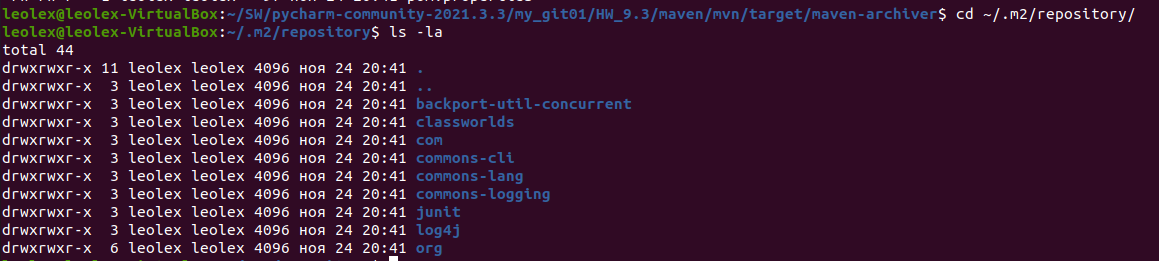 leolex@leolex-VirtualBox:~/SW/pycharm-community-2021.3.3/my_git01/HW_9.3/maven/mvn/target/maven-archiver$ cd ~/.m2/repository/
leolex@leolex-VirtualBox:~/.m2/repository$ ls -la
total 44
drwxrwxr-x 11 leolex leolex 4096 ноя 24 20:41 .
drwxrwxr-x  3 leolex leolex 4096 ноя 24 20:41 ..
drwxrwxr-x  3 leolex leolex 4096 ноя 24 20:41 backport-util-concurrent
drwxrwxr-x  3 leolex leolex 4096 ноя 24 20:41 classworlds
drwxrwxr-x  3 leolex leolex 4096 ноя 24 20:41 com
drwxrwxr-x  3 leolex leolex 4096 ноя 24 20:41 commons-cli
drwxrwxr-x  3 leolex leolex 4096 ноя 24 20:41 commons-lang
drwxrwxr-x  3 leolex leolex 4096 ноя 24 20:41 commons-logging
drwxrwxr-x  3 leolex leolex 4096 ноя 24 20:41 junit
drwxrwxr-x  3 leolex leolex 4096 ноя 24 20:41 log4j
drwxrwxr-x  6 leolex leolex 4096 ноя 24 20:41 org